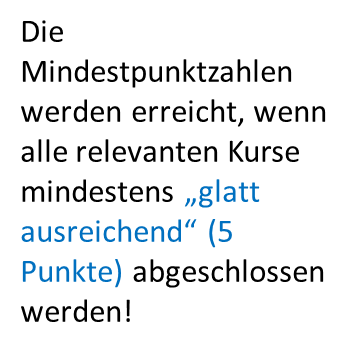 Die
Mindestpunktzahlen
werden erreicht, wenn
alle relevanten Kurse
mindestens „glatt
ausreichend“ (5
Punkte) abgeschlossen
werden!